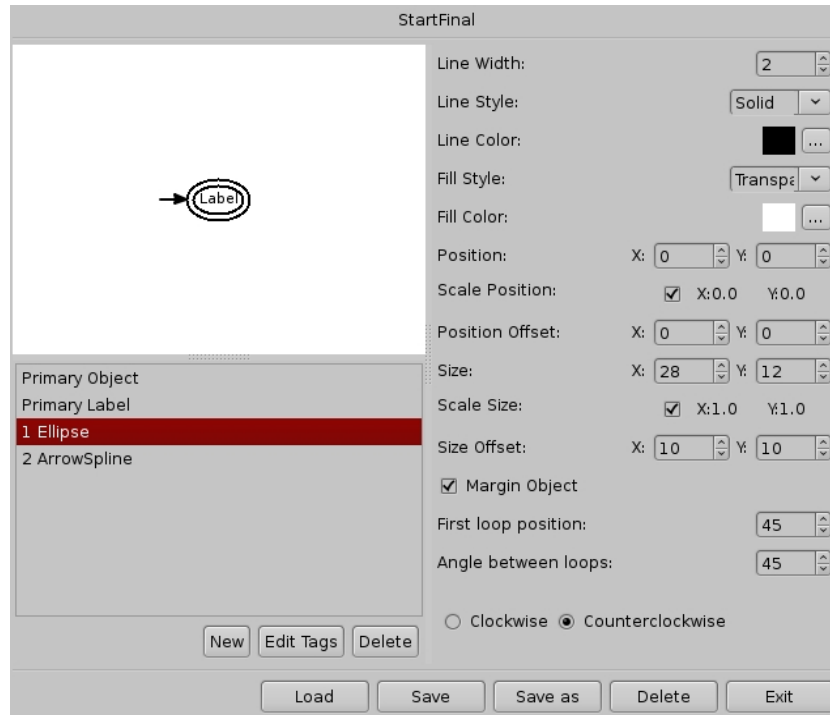 StartFinal
Label
Line Width: 2
Line Style: Solid
Line Color: ...
Fill Style: Transpa
Fill Color: ...
Position: X: 0 Y: 0
Scale Position: X:0.0 Y:0.0
Position Offset: X: 0 Y: 0
Size: X: 28 Y: 12
Scale Size: X:1.0 Y:1.0
Size Offset: X: 10 Y: 10
Margin Object
First loop position: 45
Angle between loops: 45
Clockwise Counterclockwise
Primary Object
Primary Label
1 Ellipse
2 ArrowSpline
New Edit Tags Delete
Load Save Save as Delete Exit